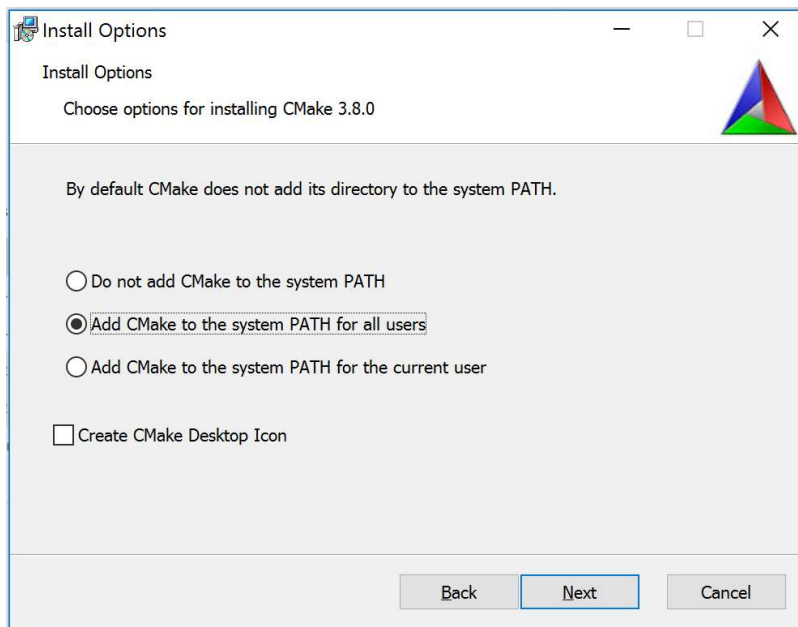 Install Options
Install Options
Choose options for installing CMake 3.8.0
By default CMake does not add its directory to the system PATH.
Do not add CMake to the system PATH
Add CMake to the system PATH for all users
Add CMake to the system PATH for the current user
Create CMake Desktop Icon
Back Next Cancel